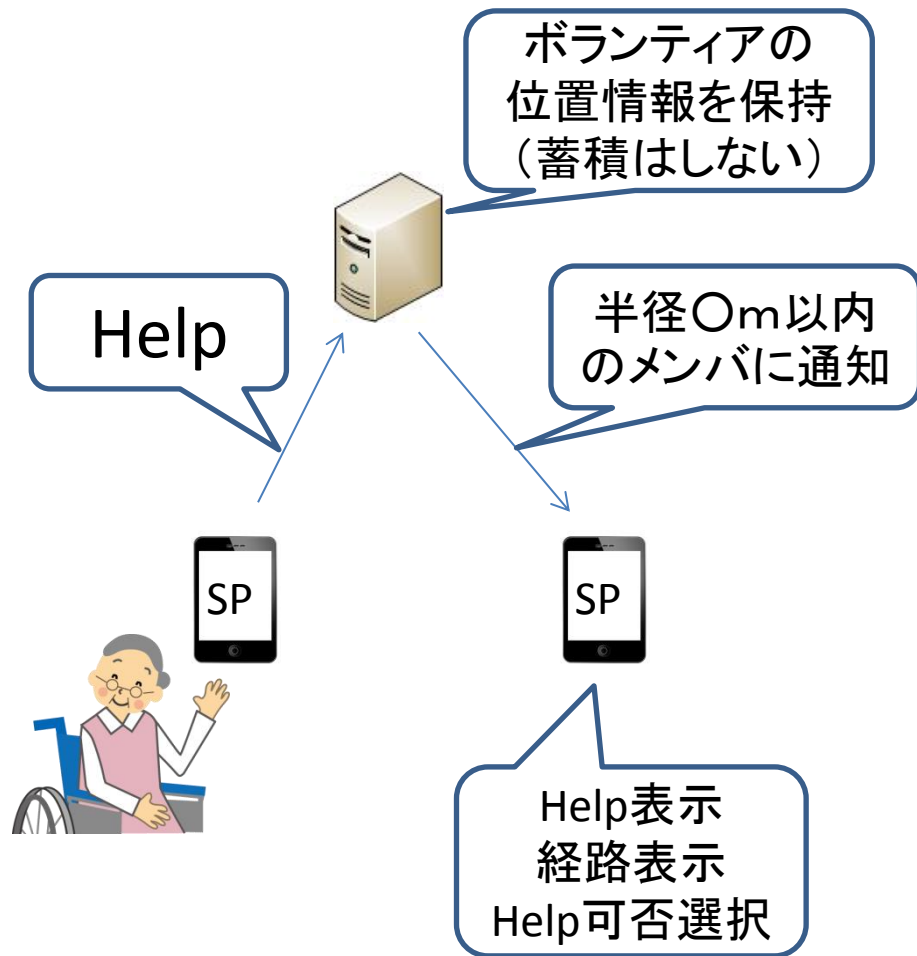 ボランティアの
位置情報を保持
（蓄積はしない）
Help
半径〇ｍ以内
のメンバに通知
SP
SP
Help表示
経路表示
Help可否選択